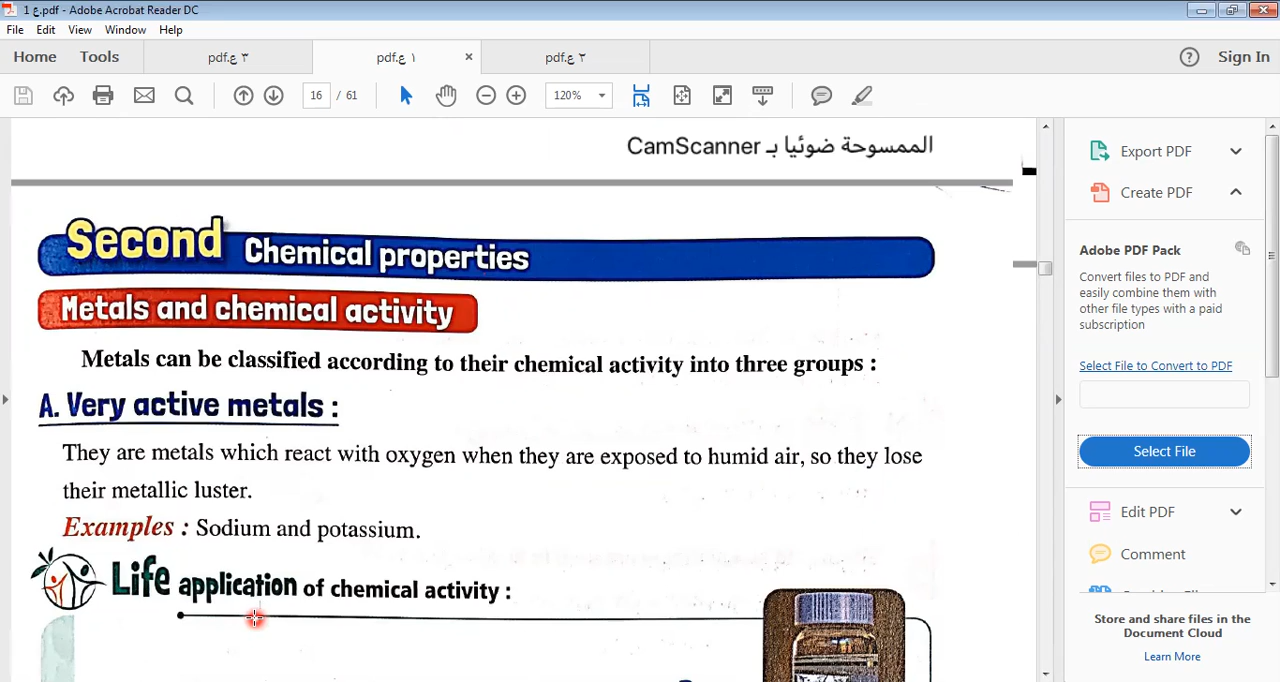 ع 1.pdf - Adobe Acrobat Reader DC
File Edit View Window Help
Home Tools ٣ ع.pdf ١ ع.pdf × ٢ ع.pdf ? Sign In
16 / 61 120%
الممسوحة ضوئيا بـ CamScanner
Second Chemical properties
Metals and chemical activity
Metals can be classified according to their chemical activity into three groups :
A. Very active metals :
They are metals which react with oxygen when they are exposed to humid air, so they lose
their metallic luster.
Examples : Sodium and potassium.
Life application of chemical activity :
Export PDF
Create PDF
Adobe PDF Pack
Convert files to PDF and
easily combine them with
other file types with a paid
subscription
Select File to Convert to PDF
Select File
Edit PDF
Comment
Store and share files in the
Document Cloud
Learn More